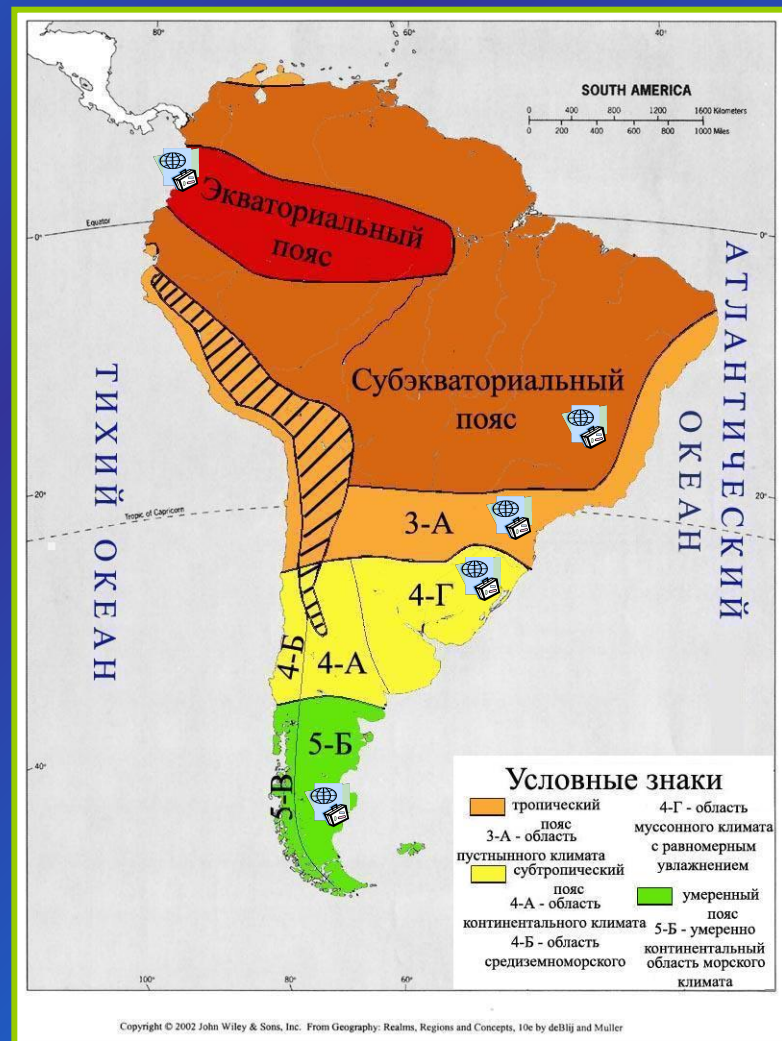 80°
60°
40°
SOUTH AMERICA
0 400 800 1200 1600 Kilometers
0 200 400 600 800 1000 Miles
Экваториальный
пояс
Equator
0°
0°
АТЛАНТИЧЕСКИЙ
ОКЕАН
ТИХИЙ ОКЕАН
Субэкваториальный
пояс
20°
20°
Tropic of Capricorn
3-А
4-Г
4-Б
4-А
5-Б
5-В
40°
Условные знаки
тропический
пояс
3-А - область
пустнынного климата
субтропический
пояс
4-А - область
континентального климата
4-Б - область
средиземноморского
4-Г - область
муссонного климата
с равномерным
увлажнением
умеренный
пояс
5-Б - умеренно
континентальный
область морского
климата
100°
80°
60°
Copyright © 2002 John Wiley & Sons, Inc. From Geography: Realms, Regions and Concepts, 10e by deBlij and Muller